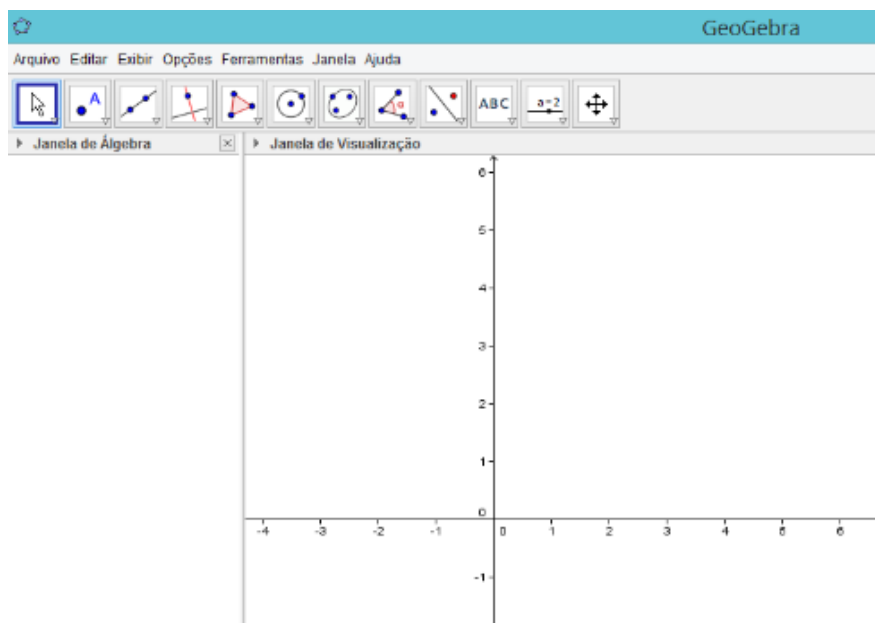 GeoGebra
Arquivo Editar Exibir Opções Ferramentas Janela Ajuda
A α ABC a=2
Janela de Álgebra
Janela de Visualização
6
5
4
3
2
1
0
-4 -3 -2 -1 0 1 2 3 4 5 6
-1